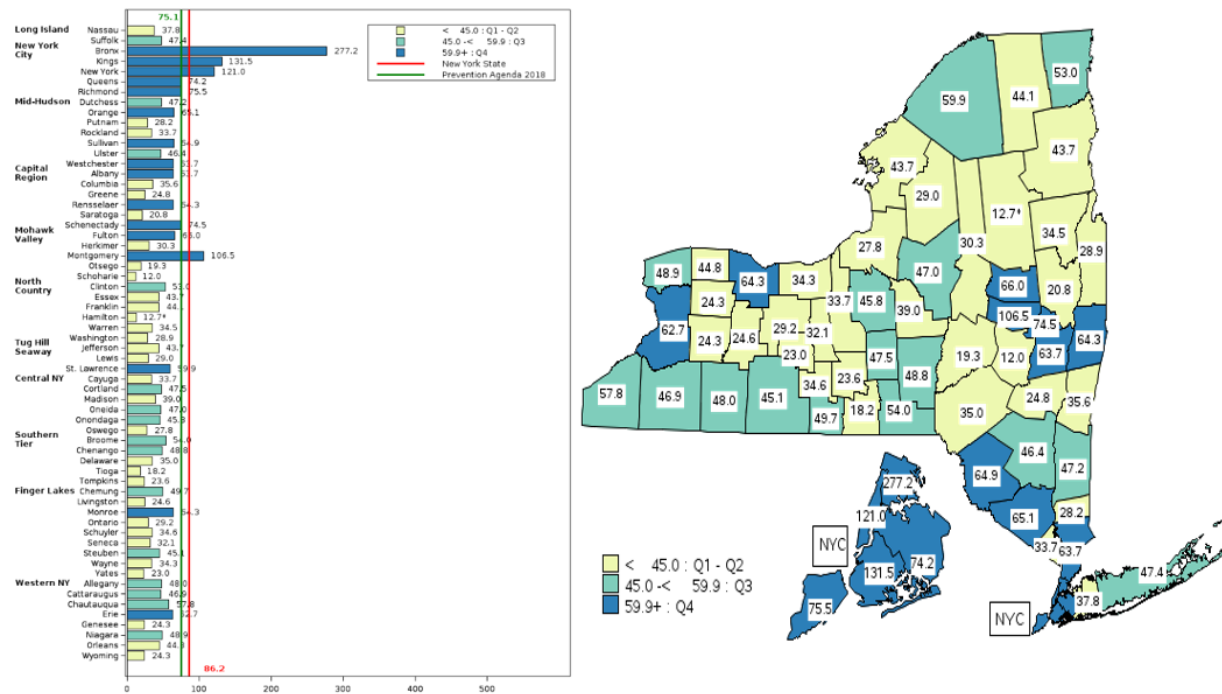 75.1
Long Island Nassau 37.8
Suffolk 47.4
New York
City
Bronx 277.2
Kings 131.5
New York 121.0
Queens 74.2
Richmond 75.5
Mid-Hudson Dutchess 47.2
Orange 65.1
Putnam 28.2
Rockland 33.7
Sullivan 64.9
Ulster 46.4
Westchester 63.7
Capital
Region
Albany 63.7
Columbia 35.6
Greene 24.8
Rensselaer 64.3
Saratoga 20.8
Schenectady 74.5
Mohawk
Valley
Fulton 66.0
Herkimer 30.3
Montgomery 106.5
Otsego 19.3
Schoharie 12.0
North
Country
Clinton 53.0
Essex 43.7
Franklin 44.1
Hamilton 12.7*
Warren 34.5
Washington 28.9
Tug Hill
Seaway
Jefferson 43.7
Lewis 29.0
St. Lawrence 59.9
Central NY Cayuga 33.7
Cortland 47.5
Madison 39.0
Oneida 47.0
Onondaga 45.8
Oswego 27.8
Southern
Tier
Broome 54.0
Chenango 48.8
Delaware 35.0
Tioga 18.2
Tompkins 23.6
Finger Lakes Chemung 49.7
Livingston 24.6
Monroe 64.3
Ontario 29.2
Schuyler 34.6
Seneca 32.1
Steuben 45.1
Wayne 34.3
Yates 23.0
Western NY Allegany 48.0
Cattaraugus 46.9
Chautauqua 57.8
Erie 62.7
Genesee 24.3
Niagara 48.9
Orleans 44.8
Wyoming 24.3
86.2
0 100 200 300 400 500
< 45.0 : Q1 - Q2
45.0 -< 59.9 : Q3
59.9+ : Q4
New York State
Prevention Agenda 2018
53.0
59.9
44.1
43.7
43.7
29.0
12.7*
34.5
30.3
27.8
28.9
47.0
48.9
44.8
64.3
34.3
66.0
20.8
24.3
33.7
45.8
39.0
106.5
74.5
62.7
24.3
24.6
29.2
32.1
63.7
64.3
23.0
47.5
19.3
12.0
48.8
34.6
23.6
57.8
46.9
48.0
45.1
49.7
18.2
54.0
35.0
24.8
35.6
46.4
47.2
64.9
65.1
28.2
33.7
63.7
277.2
121.0
NYC
131.5
74.2
75.5
47.4
37.8
NYC
< 45.0 : Q1 - Q2
45.0 -< 59.9 : Q3
59.9+ : Q4